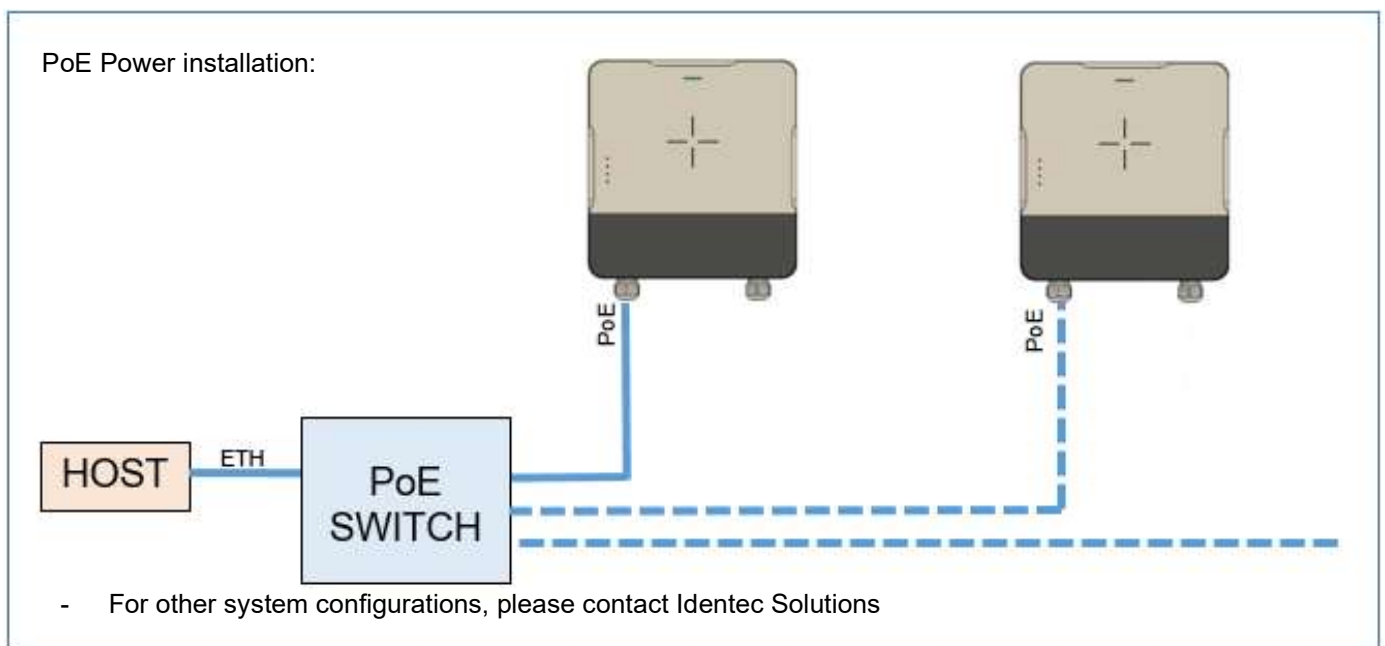 PoE Power installation:
PoE
PoE
HOST
ETH
PoE
SWITCH
- For other system configurations, please contact Identec Solutions